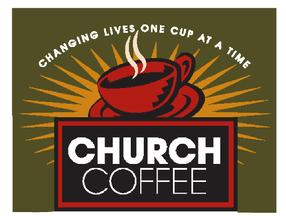 CHANGING LIVES ONE CUP AT A TIME
CHURCH
COFFEE